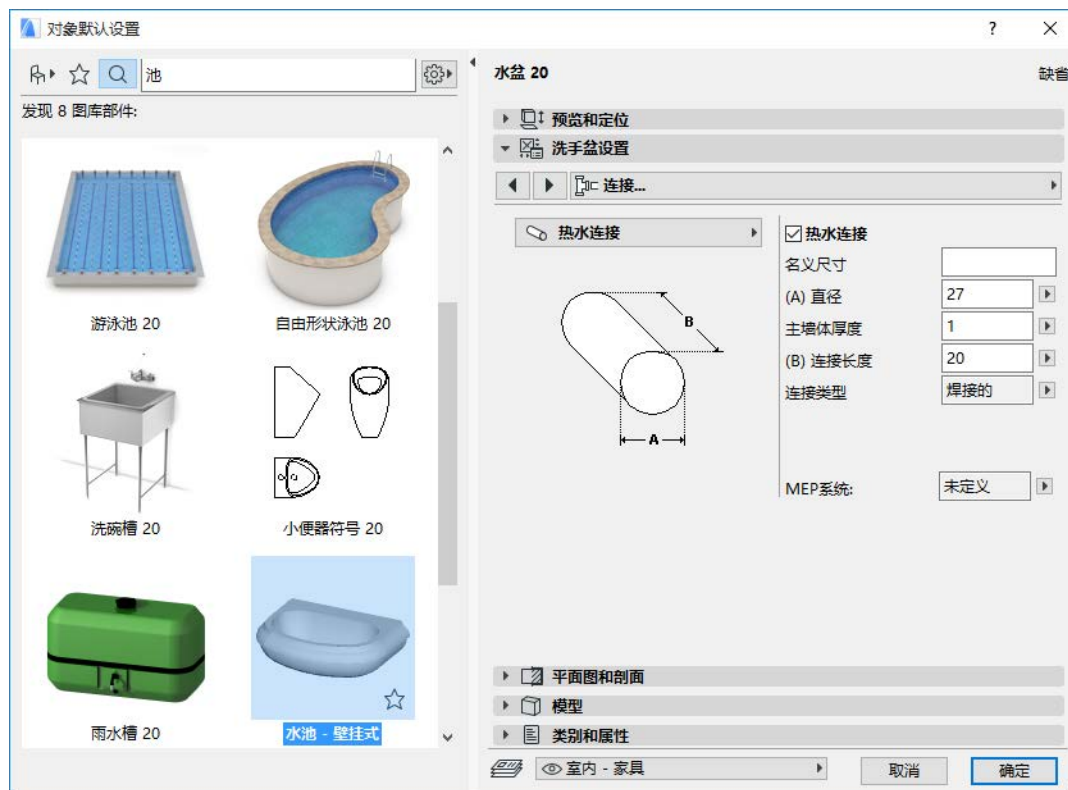 对象默认设置
?
池
发现 8 图库部件:
游泳池 20
自由形状泳池 20
洗碗槽 20
小便器符号 20
雨水槽 20
水池 - 壁挂式
水盆 20
缺省
预览和定位
洗手盆设置
连接...
热水连接
热水连接
名义尺寸
(A) 直径
27
主墙体厚度
1
(B) 连接长度
20
连接类型
焊接的
MEP系统:
未定义
B
A
平面图和剖面
模型
类别和属性
室内 - 家具
取消
确定